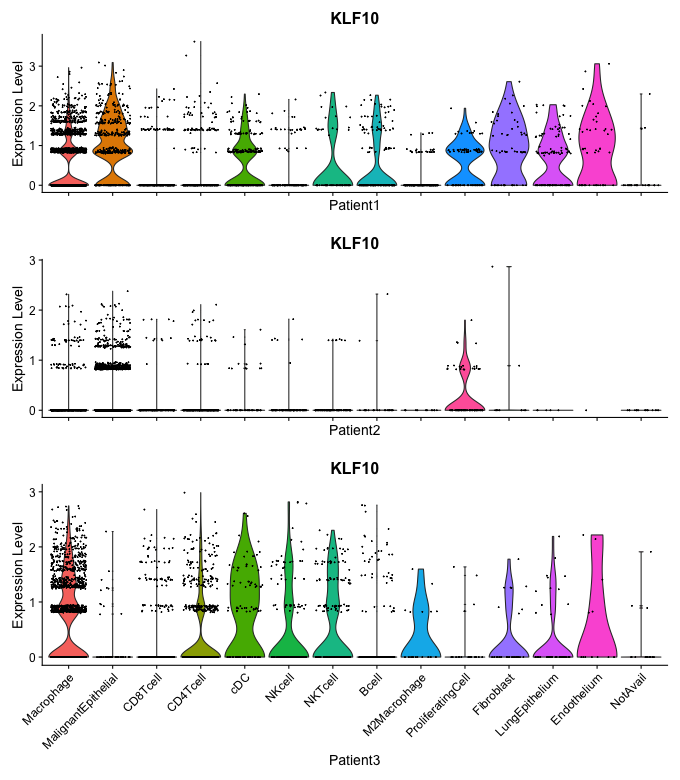 KLF10
Expression Level
3
2
1
0
Patient1
KLF10
Expression Level
3
2
1
0
Patient2
KLF10
Expression Level
3
2
1
0
Macrophage
MalignantEpithelial
CD8Tcell
CD4Tcell
cDC
NKcell
NKTcell
Bcell
M2Macrophage
ProliferatingCell
Fibroblast
LungEpithelium
Endothelium
NotAvail
Patient3